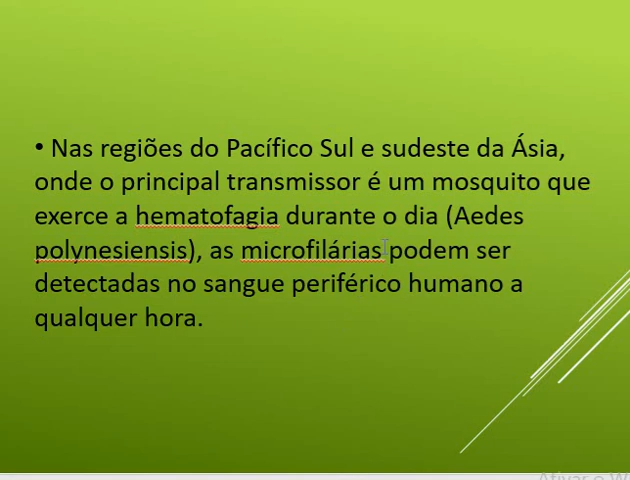 • Nas regiões do Pacífico Sul e sudeste da Ásia,
onde o principal transmissor é um mosquito que
exerce a hematofagia durante o dia (Aedes
polynesiensis), as microfilárias podem ser
detectadas no sangue periférico humano a
qualquer hora.